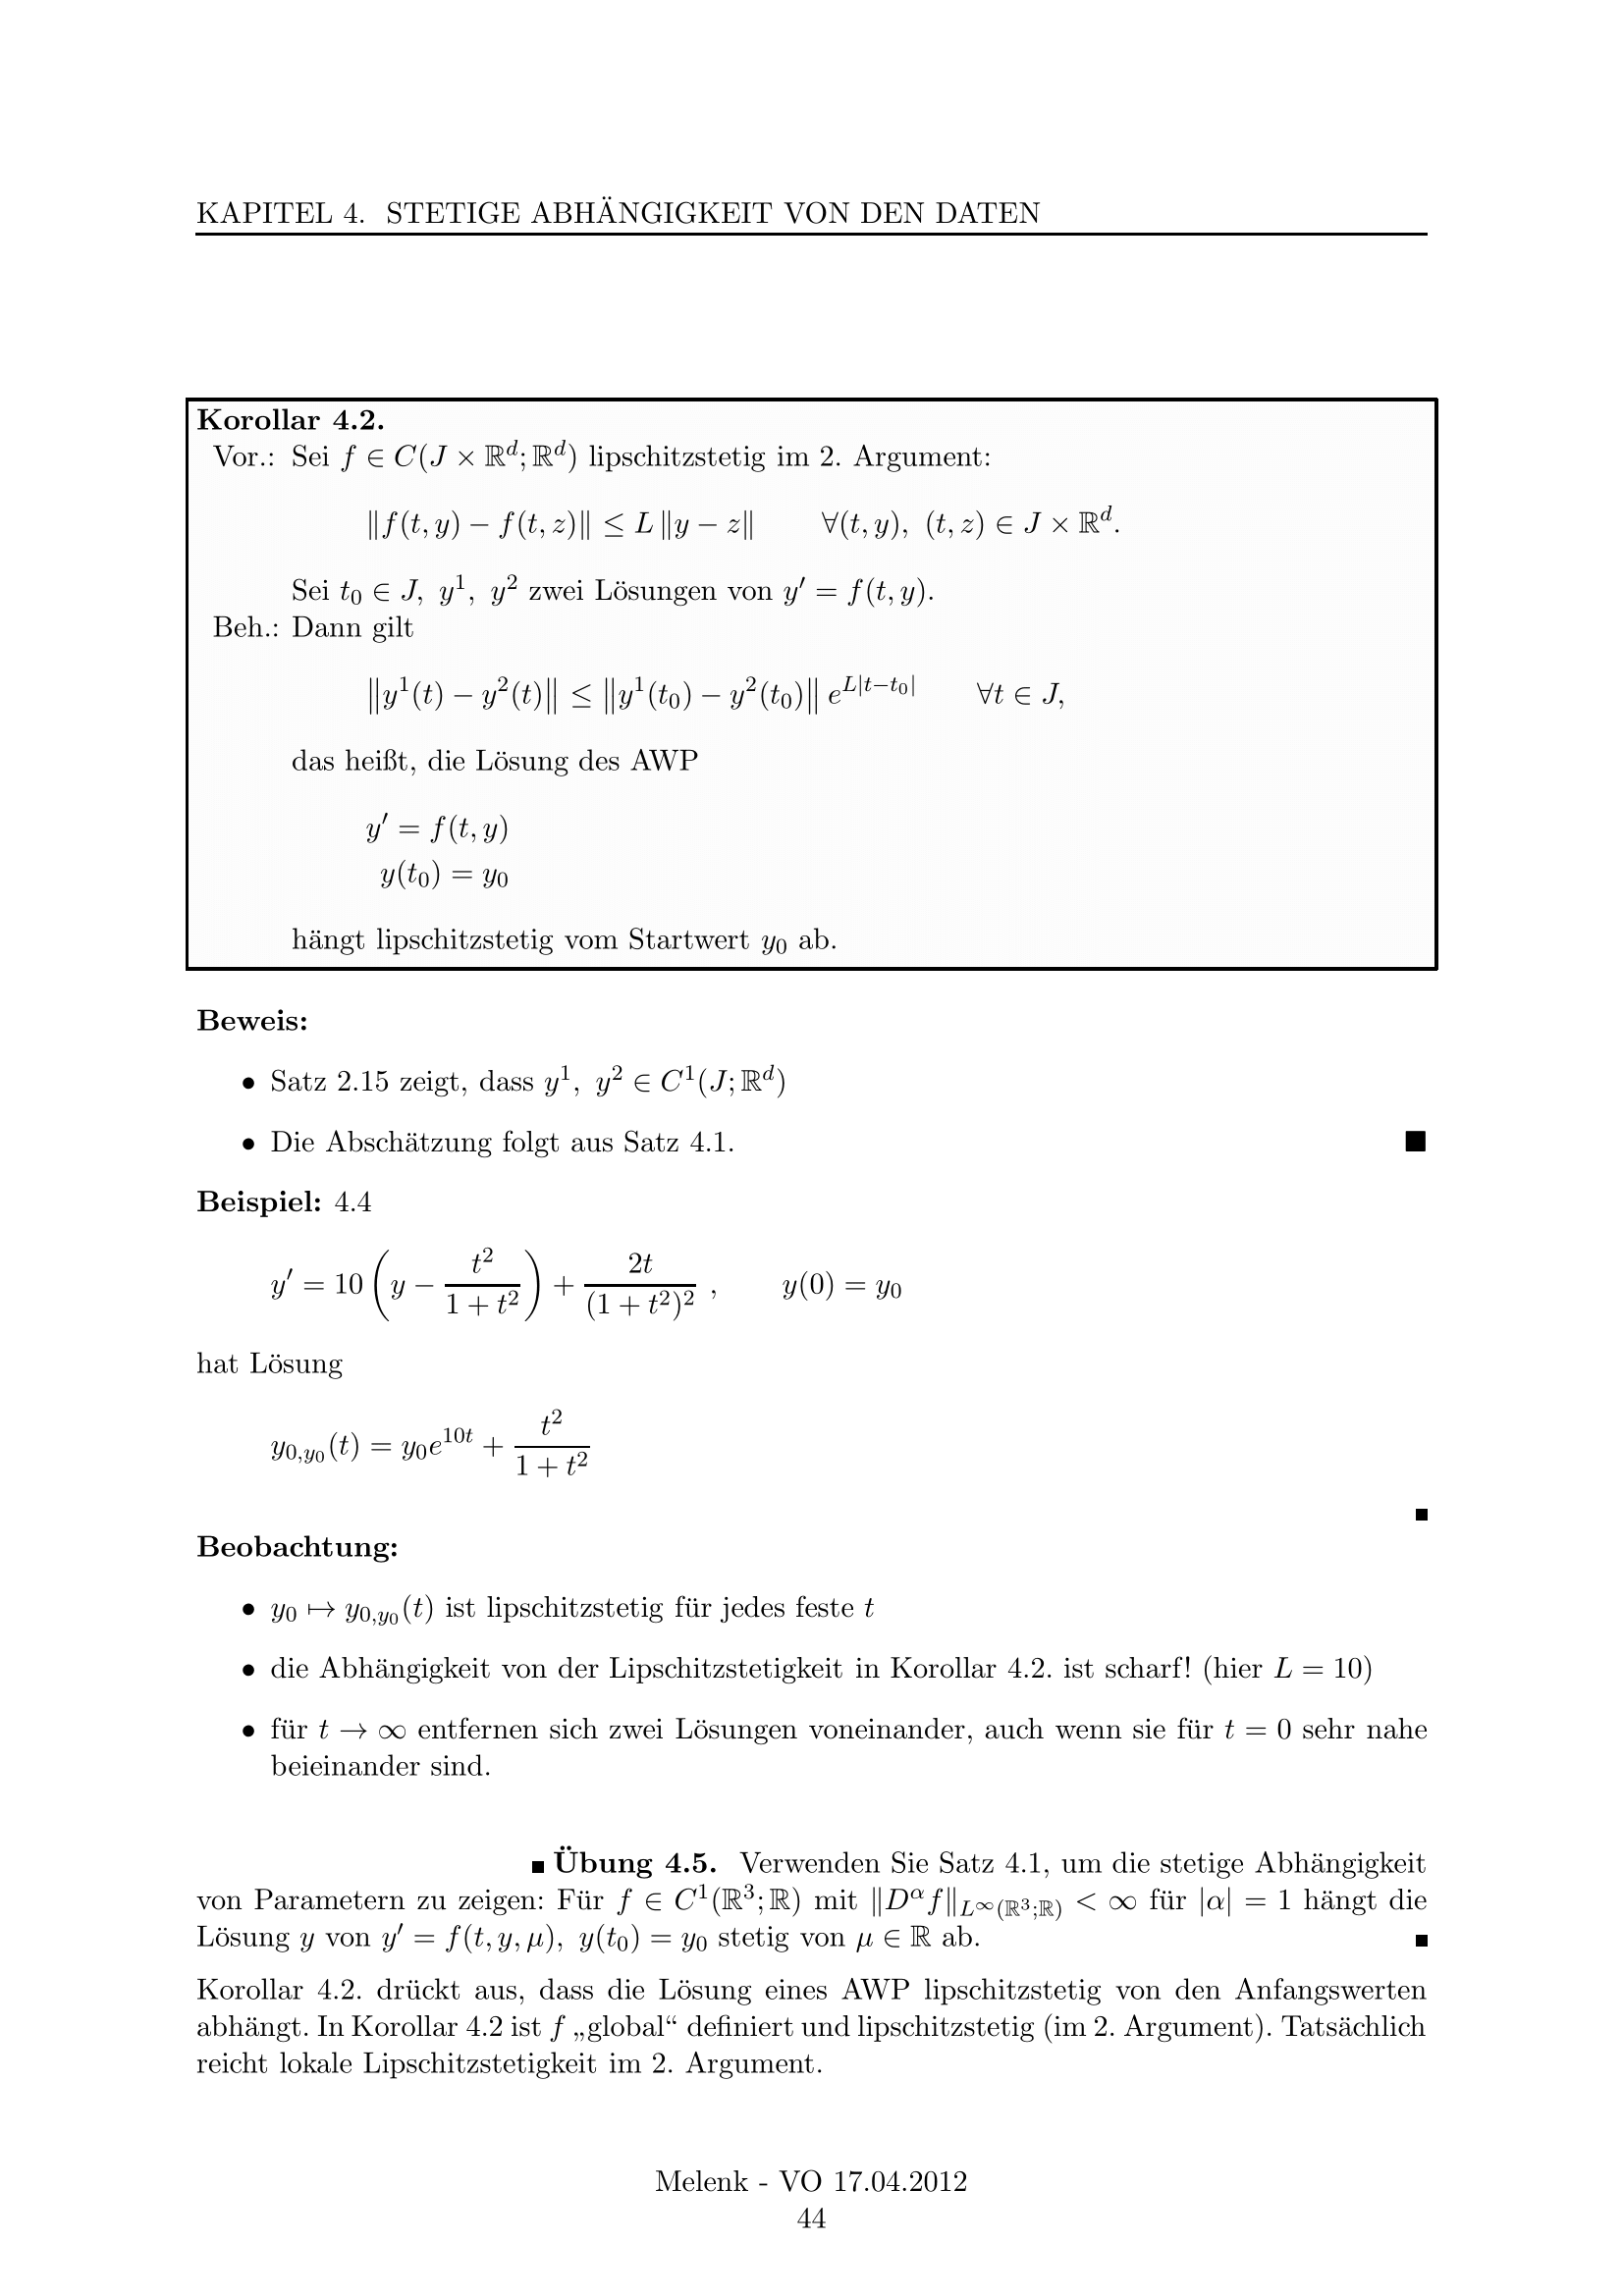 KAPITEL 4. STETIGE ABHÄNGIGKEIT VON DEN DATEN
Korollar 4.2.
Vor.: Sei $f \in C(J \times \mathbb{R}^d; \mathbb{R}^d)$ lipschitzstetig im 2. Argument:
$\|f(t, y) - f(t, z)\| \leq L \|y - z\| \qquad \forall (t, y),\ (t, z) \in J \times \mathbb{R}^d.$
Sei $t_0 \in J,\ y^1,\ y^2$ zwei Lösungen von $y' = f(t, y)$.
Beh.: Dann gilt
$\|y^1(t) - y^2(t)\| \leq \|y^1(t_0) - y^2(t_0)\| e^{L|t - t_0|} \qquad \forall t \in J,$
das heißt, die Lösung des AWP
$y' = f(t, y)$
$y(t_0) = y_0$
hängt lipschitzstetig vom Startwert $y_0$ ab.
Beweis:
• Satz 2.15 zeigt, dass $y^1,\ y^2 \in C^1(J; \mathbb{R}^d)$
• Die Abschätzung folgt aus Satz 4.1. ■
Beispiel: 4.4
$y' = 10 \left( y - \frac{t^2}{1 + t^2} \right) + \frac{2t}{(1 + t^2)^2}\ , \qquad y(0) = y_0$
hat Lösung
$y_{0,y_0}(t) = y_0 e^{10t} + \frac{t^2}{1 + t^2}$
■
Beobachtung:
• $y_0 \mapsto y_{0,y_0}(t)$ ist lipschitzstetig für jedes feste $t$
• die Abhängigkeit von der Lipschitzstetigkeit in Korollar 4.2. ist scharf! (hier $L = 10$)
• für $t \to \infty$ entfernen sich zwei Lösungen voneinander, auch wenn sie für $t = 0$ sehr nahe
beieinander sind.
■ Übung 4.5. Verwenden Sie Satz 4.1, um die stetige Abhängigkeit
von Parametern zu zeigen: Für $f \in C^1(\mathbb{R}^3; \mathbb{R})$ mit $\|D^\alpha f\|_{L^\infty(\mathbb{R}^3;\mathbb{R})} < \infty$ für $|\alpha| = 1$ hängt die
Lösung $y$ von $y' = f(t, y, \mu),\ y(t_0) = y_0$ stetig von $\mu \in \mathbb{R}$ ab. ■
Korollar 4.2. drückt aus, dass die Lösung eines AWP lipschitzstetig von den Anfangswerten
abhängt. In Korollar 4.2 ist $f$ „global“ definiert und lipschitzstetig (im 2. Argument). Tatsächlich
reicht lokale Lipschitzstetigkeit im 2. Argument.
Melenk - VO 17.04.2012
44